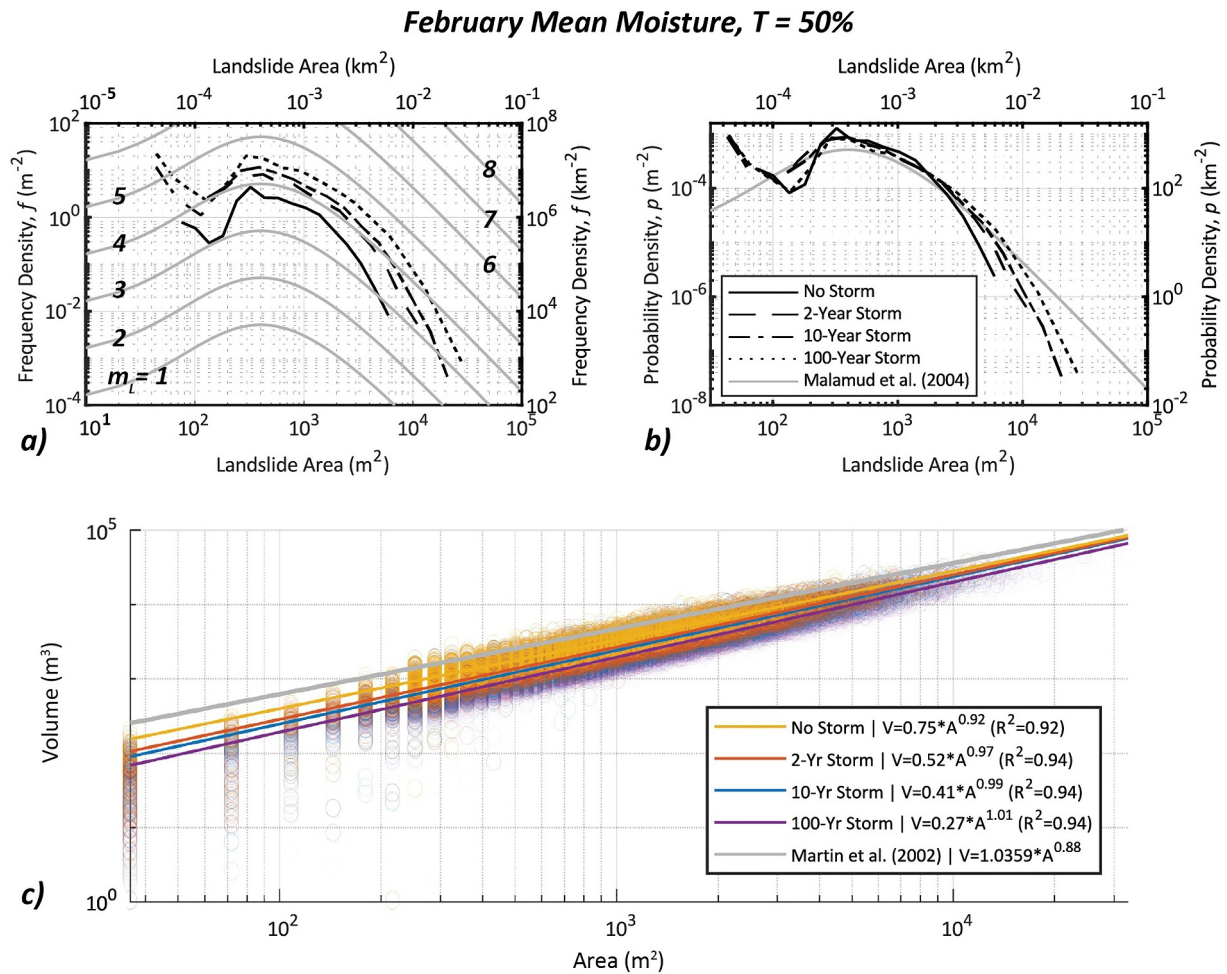 February Mean Moisture, T = 50%
Landslide Area (km²)
10⁻⁵ 10⁻⁴ 10⁻³ 10⁻² 10⁻¹
Frequency Density, f (m⁻²)
10² 10⁰ 10⁻² 10⁻⁴
10⁸ 10⁶ 10⁴ 10²
Frequency Density, f (km⁻²)
8
7
6
5
4
3
2
m_L = 1
10¹ 10² 10³ 10⁴ 10⁵
Landslide Area (m²)
a)
Landslide Area (km²)
10⁻⁴ 10⁻³ 10⁻² 10⁻¹
Probability Density, p (m⁻²)
10⁻⁴ 10⁻⁶ 10⁻⁸
10² 10⁰ 10⁻²
Probability Density, p (km⁻²)
No Storm
2-Year Storm
10-Year Storm
100-Year Storm
Malamud et al. (2004)
10² 10³ 10⁴ 10⁵
Landslide Area (m²)
b)
10⁵
Volume (m³)
10⁰
No Storm | V=0.75*A⁰·⁹² (R²=0.92)
2-Yr Storm | V=0.52*A⁰·⁹⁷ (R²=0.94)
10-Yr Storm | V=0.41*A⁰·⁹⁹ (R²=0.94)
100-Yr Storm | V=0.27*A¹·⁰¹ (R²=0.94)
Martin et al. (2002) | V=1.0359*A⁰·⁸⁸
c)
10² 10³ 10⁴
Area (m²)